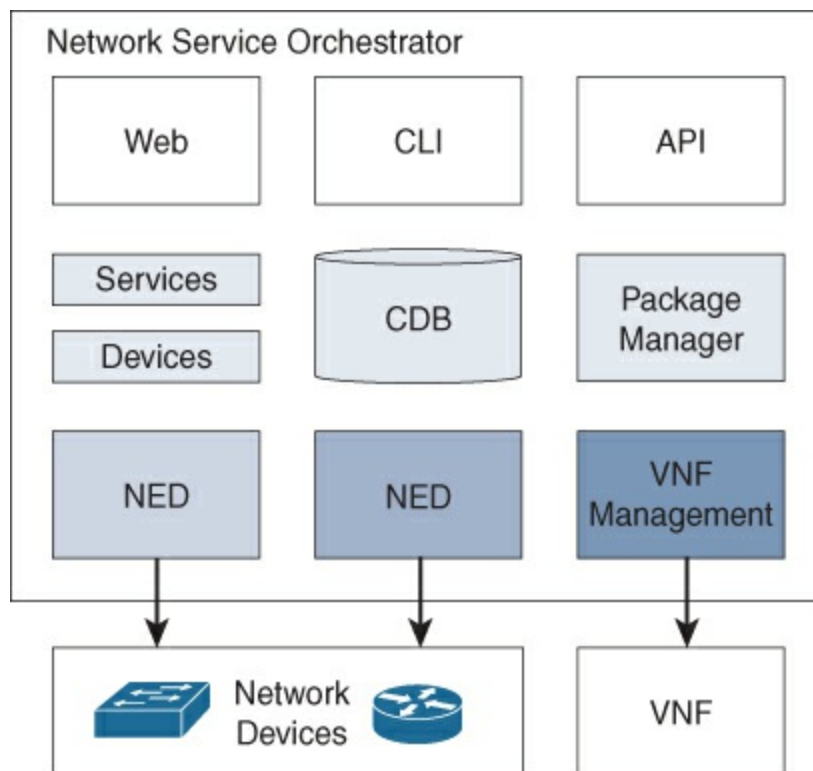 Network Service Orchestrator
Web
CLI
API
Services
Devices
CDB
Package
Manager
NED
NED
VNF
Management
Network
Devices
VNF